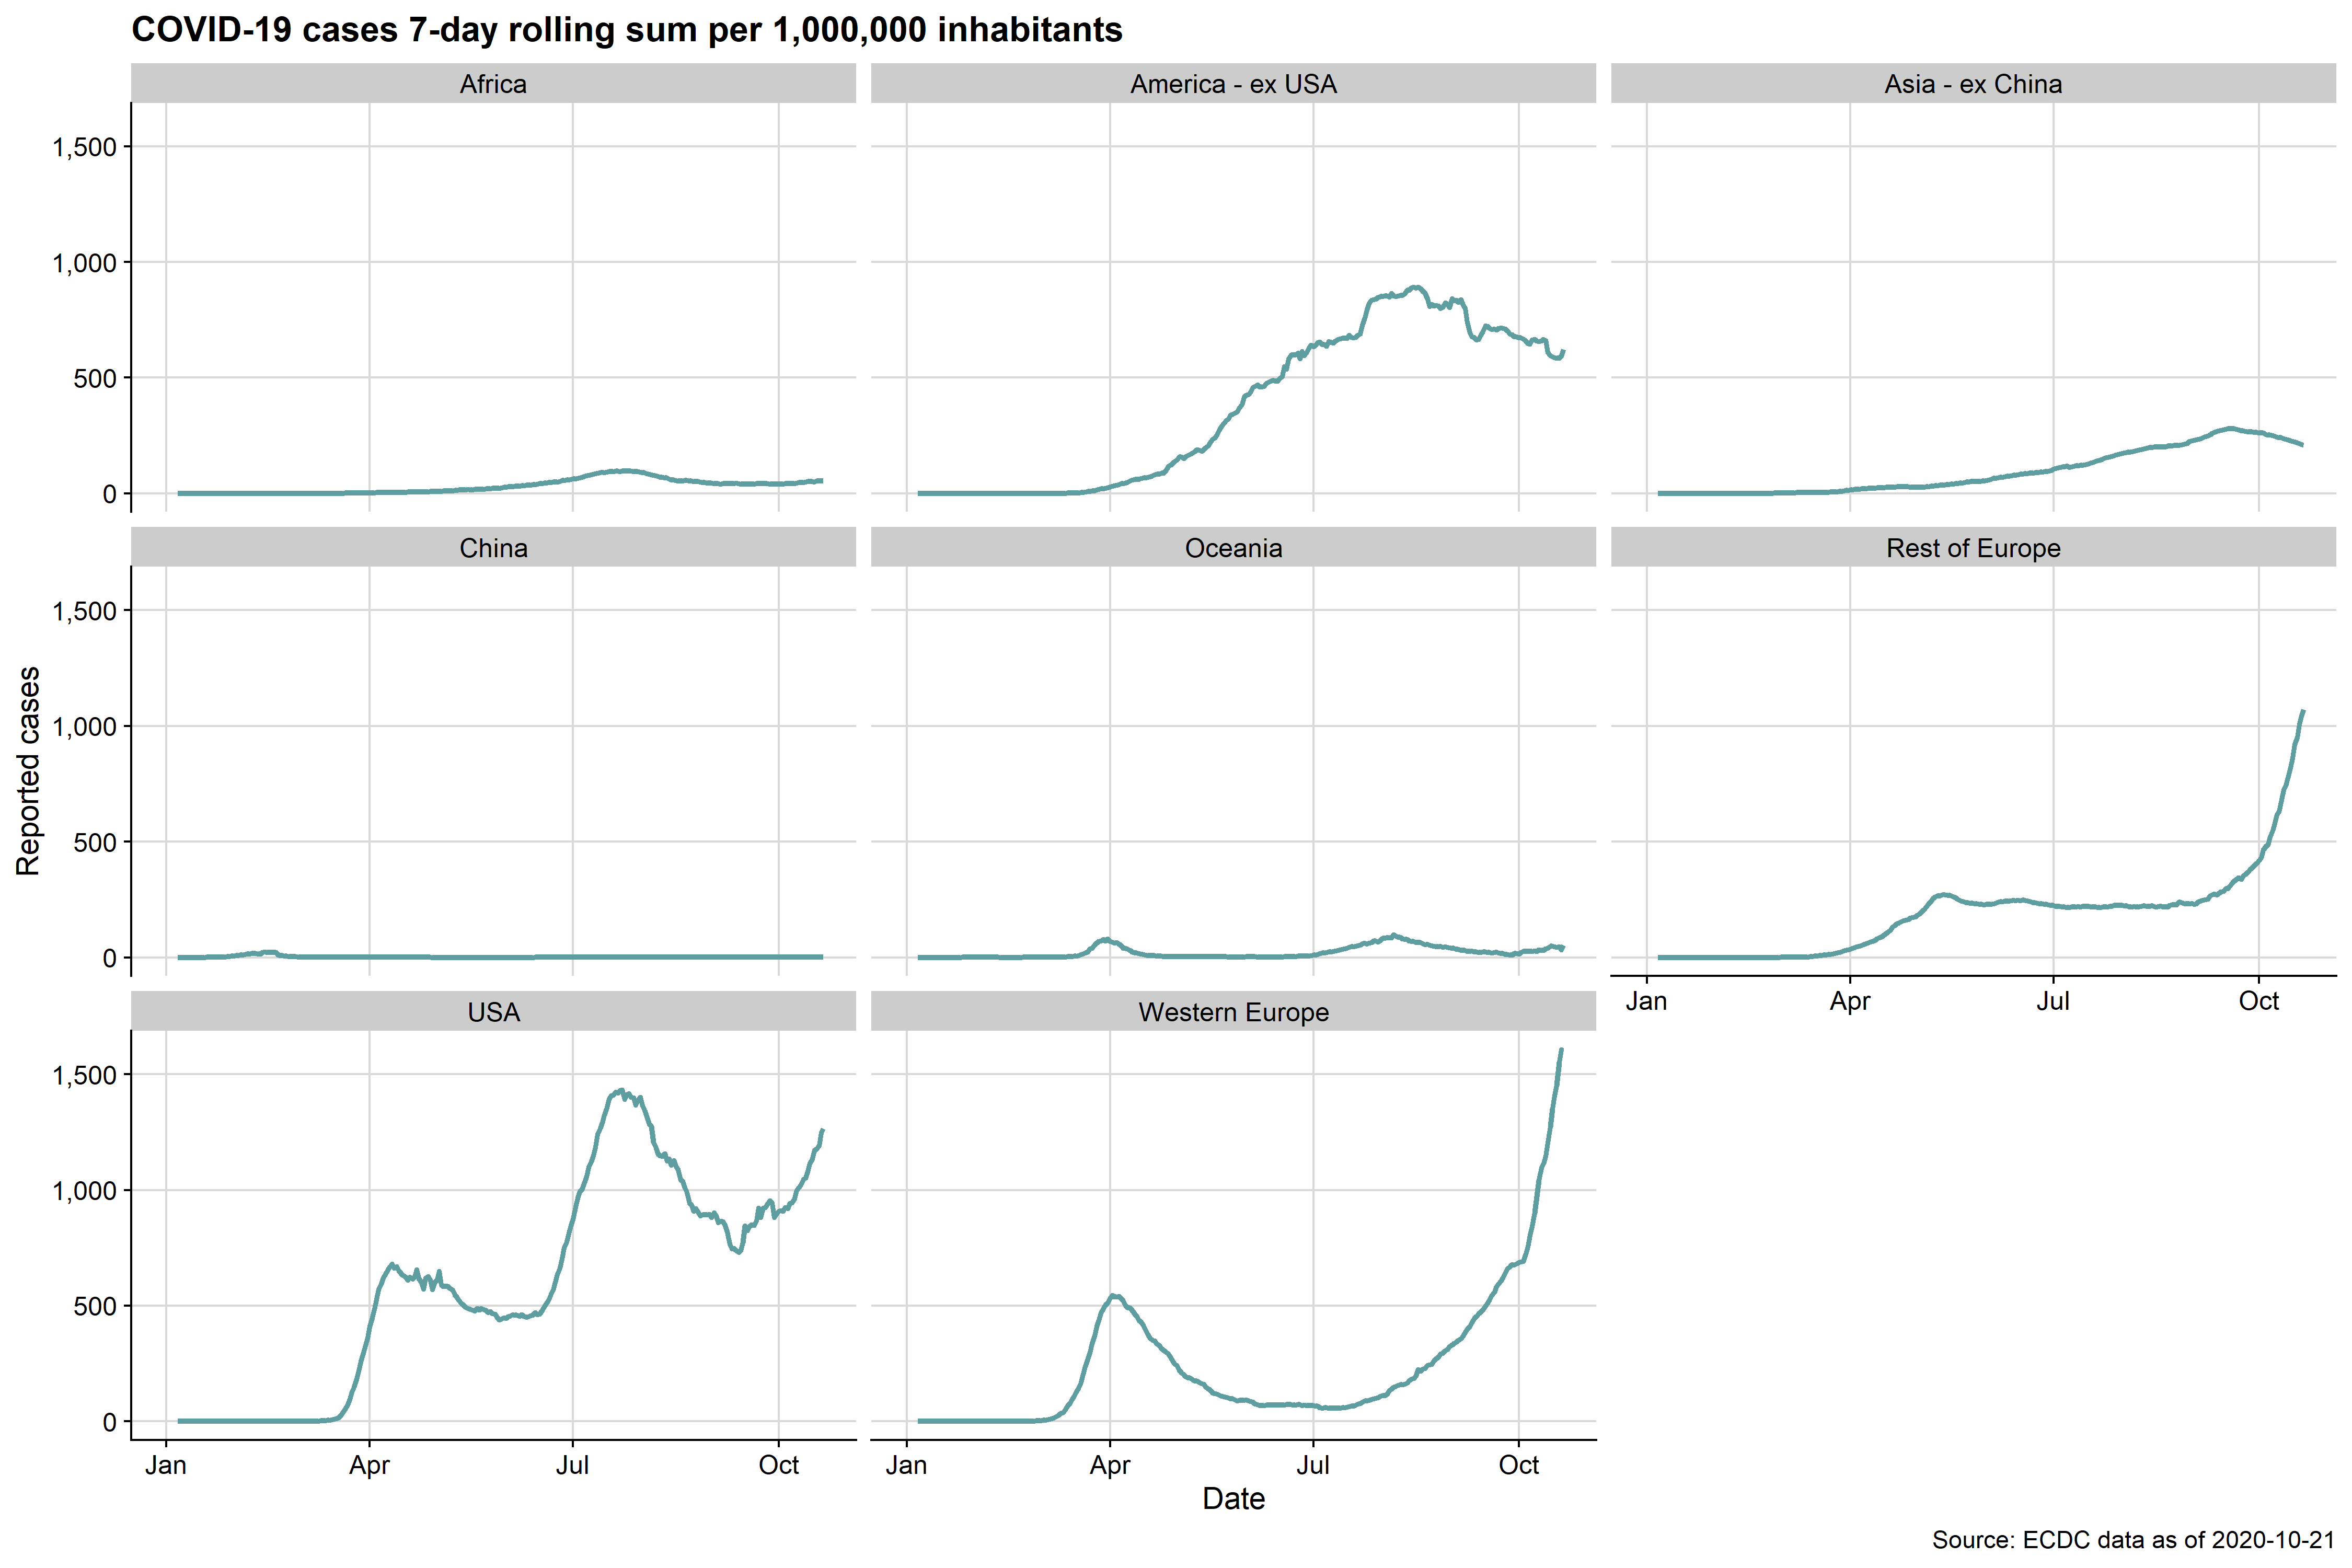 COVID-19 cases 7-day rolling sum per 1,000,000 inhabitants
Africa
America - ex USA
Asia - ex China
1,500
1,000
500
0
China
Oceania
Rest of Europe
1,500
1,000
500
0
Jan
Apr
Jul
Oct
USA
Western Europe
1,500
1,000
500
0
Jan
Apr
Jul
Oct
Jan
Apr
Jul
Oct
Reported cases
Date
Source: ECDC data as of 2020-10-21